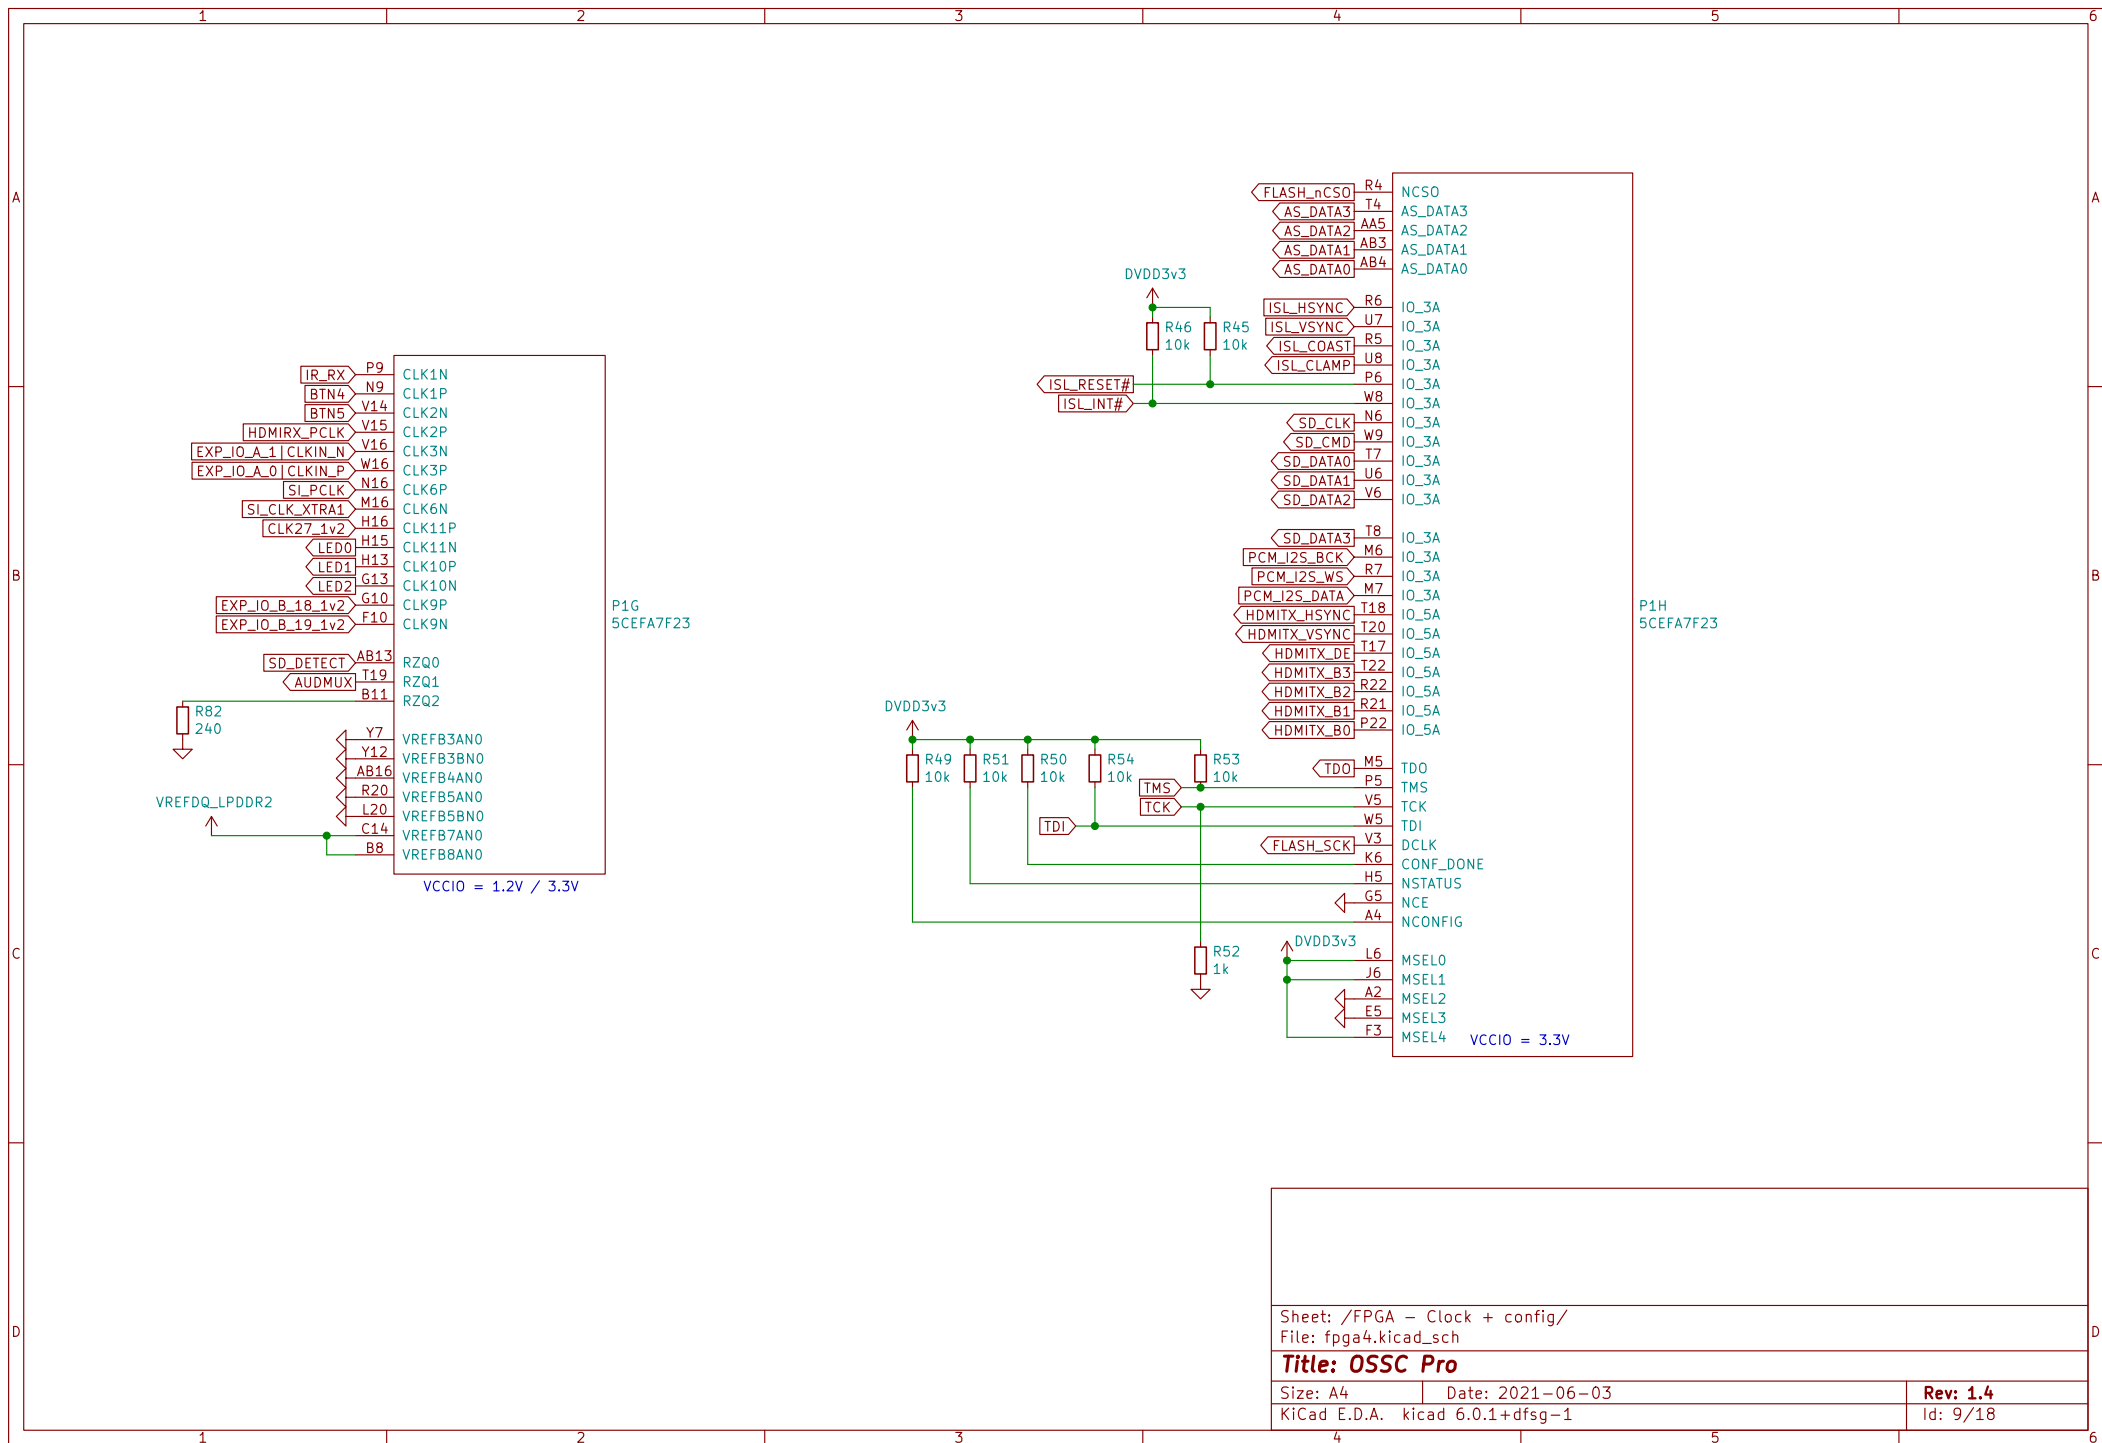 1 2 3 4 5 6
A A
B B
C C
D D
IR_RX P9 CLK1N
BTN4 N9 CLK1P
BTN5 V14 CLK2N
HDMIRX_PCLK V15 CLK2P
EXP_IO_A_1|CLKIN_N V16 CLK3N
EXP_IO_A_0|CLKIN_P W16 CLK3P
SI_PCLK N16 CLK6P
SI_CLK_XTRA1 M16 CLK6N
CLK27_1v2 H16 CLK11P
LED0 H15 CLK11N
LED1 H13 CLK10P
LED2 G13 CLK10N
EXP_IO_B_18_1v2 G10 CLK9P
EXP_IO_B_19_1v2 F10 CLK9N
P1G
5CEFA7F23
SD_DETECT AB13 RZQ0
AUDMUX T19 RZQ1
B11 RZQ2
R82
240
Y7 VREFB3AN0
Y12 VREFB3BN0
AB16 VREFB4AN0
R20 VREFB5AN0
L20 VREFB5BN0
VREFDQ_LPDDR2
C14 VREFB7AN0
B8 VREFB8AN0
VCCIO = 1.2V / 3.3V
FLASH_nCSO R4 NCSO
AS_DATA3 T4 AS_DATA3
AS_DATA2 AA5 AS_DATA2
AS_DATA1 AB3 AS_DATA1
AS_DATA0 AB4 AS_DATA0
DVDD3v3
R46
10k
R45
10k
ISL_HSYNC R6 IO_3A
ISL_VSYNC U7 IO_3A
ISL_COAST R5 IO_3A
ISL_CLAMP U8 IO_3A
ISL_RESET# P6 IO_3A
ISL_INT# W8 IO_3A
SD_CLK N6 IO_3A
SD_CMD W9 IO_3A
SD_DATA0 T7 IO_3A
SD_DATA1 U6 IO_3A
SD_DATA2 V6 IO_3A
SD_DATA3 T8 IO_3A
PCM_I2S_BCK M6 IO_3A
PCM_I2S_WS R7 IO_3A
PCM_I2S_DATA M7 IO_3A
HDMITX_HSYNC T18 IO_5A
HDMITX_VSYNC T20 IO_5A
HDMITX_DE T17 IO_5A
HDMITX_B3 T22 IO_5A
HDMITX_B2 R22 IO_5A
HDMITX_B1 R21 IO_5A
HDMITX_B0 P22 IO_5A
P1H
5CEFA7F23
DVDD3v3
R49
10k
R51
10k
R50
10k
R54
10k
R53
10k
TDO M5 TDO
TMS P5 TMS
TCK V5 TCK
TDI W5 TDI
FLASH_SCK V3 DCLK
K6 CONF_DONE
H5 NSTATUS
G5 NCE
A4 NCONFIG
R52
1k
DVDD3v3
L6 MSEL0
J6 MSEL1
A2 MSEL2
E5 MSEL3
F3 MSEL4
VCCIO = 3.3V
Sheet: /FPGA - Clock + config/
File: fpga4.kicad_sch
Title: OSSC Pro
Size: A4 Date: 2021-06-03 Rev: 1.4
KiCad E.D.A. kicad 6.0.1+dfsg-1 Id: 9/18
1 2 3 4 5 6